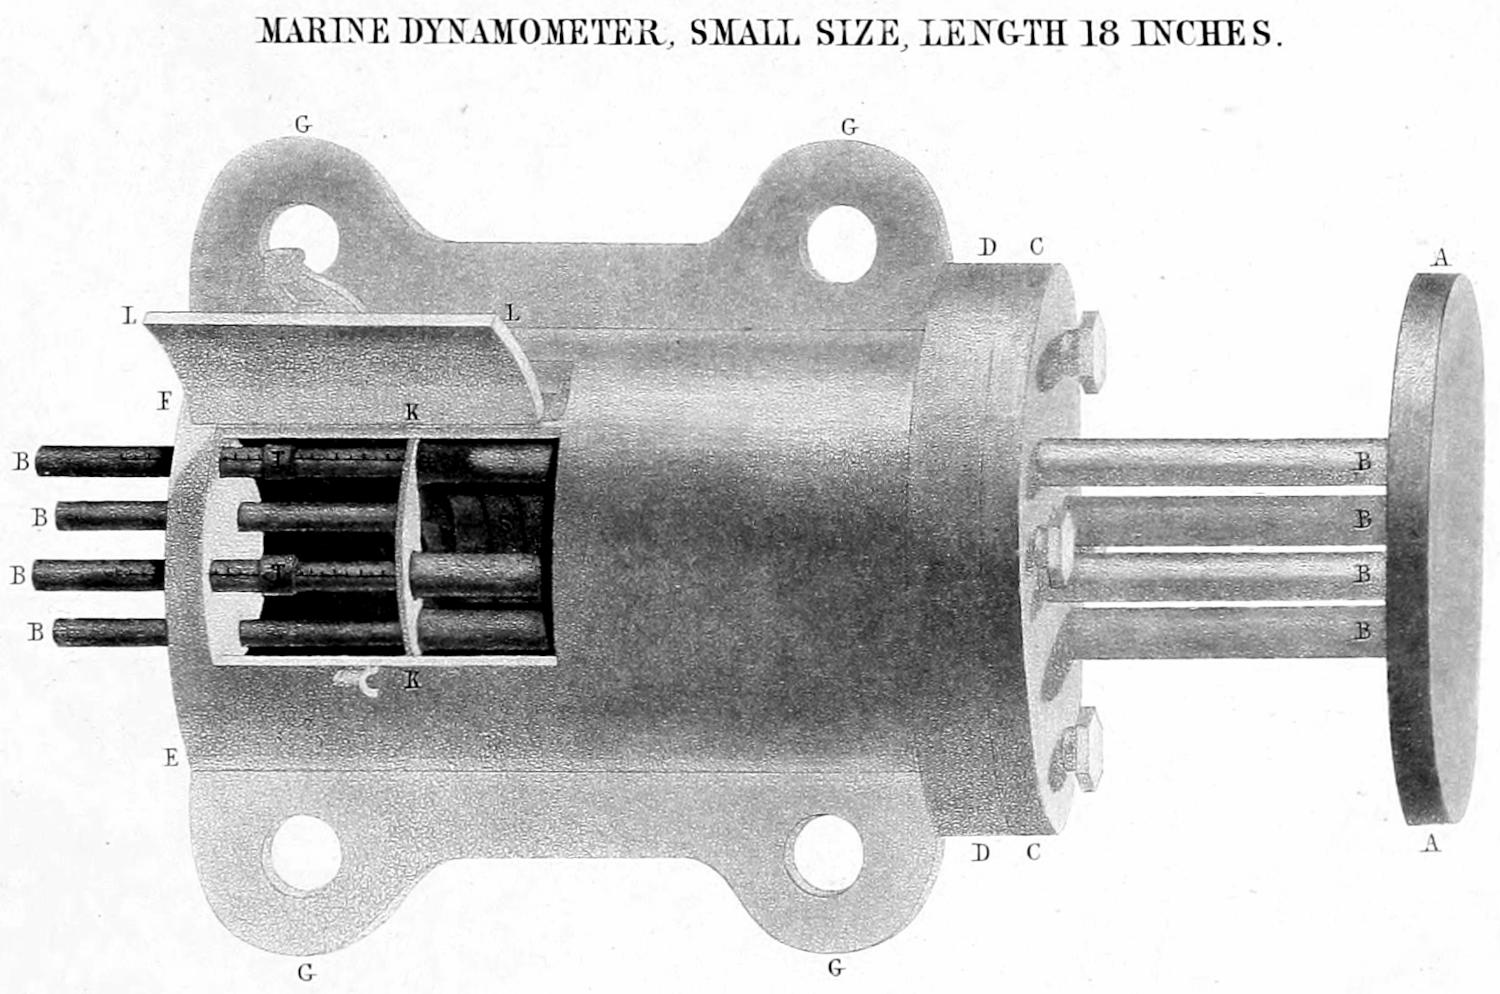 MARINE DYNAMOMETER, SMALL SIZE, LENGTH 18 INCHES.
G G
D C A
L L
F K
B I B
B B
B I B
B B
K
E
D C A
G G